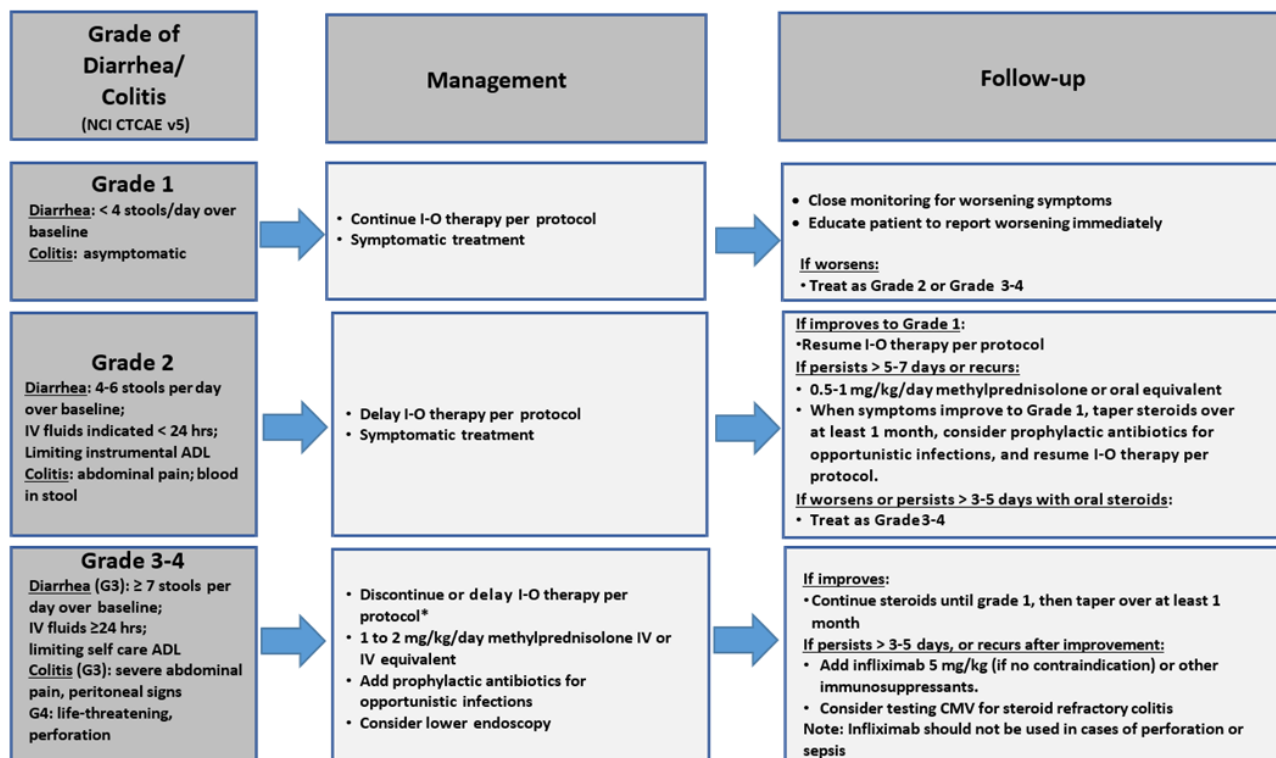 Grade of
Diarrhea/
Colitis
(NCI CTCAE v5)
Management
Follow-up
Grade 1
Diarrhea: < 4 stools/day over
baseline
Colitis: asymptomatic
• Continue I-O therapy per protocol
• Symptomatic treatment
• Close monitoring for worsening symptoms
• Educate patient to report worsening immediately
If worsens:
• Treat as Grade 2 or Grade 3-4
Grade 2
Diarrhea: 4-6 stools per day
over baseline;
IV fluids indicated < 24 hrs;
Limiting instrumental ADL
Colitis: abdominal pain; blood
in stool
• Delay I-O therapy per protocol
• Symptomatic treatment
If improves to Grade 1:
•Resume I-O therapy per protocol
If persists > 5-7 days or recurs:
• 0.5-1 mg/kg/day methylprednisolone or oral equivalent
• When symptoms improve to Grade 1, taper steroids over
at least 1 month, consider prophylactic antibiotics for
opportunistic infections, and resume I-O therapy per
protocol.
If worsens or persists > 3-5 days with oral steroids:
• Treat as Grade 3-4
Grade 3-4
Diarrhea (G3): ≥ 7 stools per
day over baseline;
IV fluids ≥24 hrs;
limiting self care ADL
Colitis (G3): severe abdominal
pain, peritoneal signs
G4: life-threatening,
perforation
• Discontinue or delay I-O therapy per
protocol*
• 1 to 2 mg/kg/day methylprednisolone IV or
IV equivalent
• Add prophylactic antibiotics for
opportunistic infections
• Consider lower endoscopy
If improves:
• Continue steroids until grade 1, then taper over at least 1
month
If persists > 3-5 days, or recurs after improvement:
• Add infliximab 5 mg/kg (if no contraindication) or other
immunosuppressants.
• Consider testing CMV for steroid refractory colitis
Note: Infliximab should not be used in cases of perforation or
sepsis